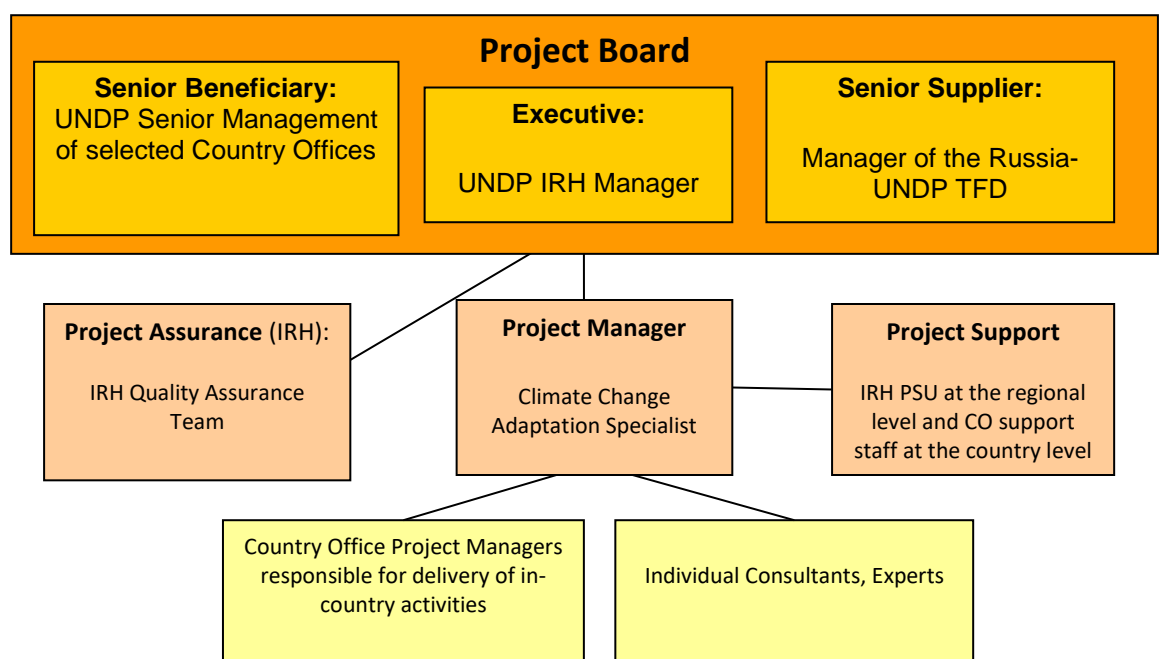 Project Board
Senior Beneficiary:
UNDP Senior Management
of selected Country Offices
Executive:
UNDP IRH Manager
Senior Supplier:
Manager of the Russia-
UNDP TFD
Project Assurance (IRH):
IRH Quality Assurance
Team
Project Manager
Climate Change
Adaptation Specialist
Project Support
IRH PSU at the regional
level and CO support
staff at the country level
Country Office Project Managers
responsible for delivery of in-
country activities
Individual Consultants, Experts